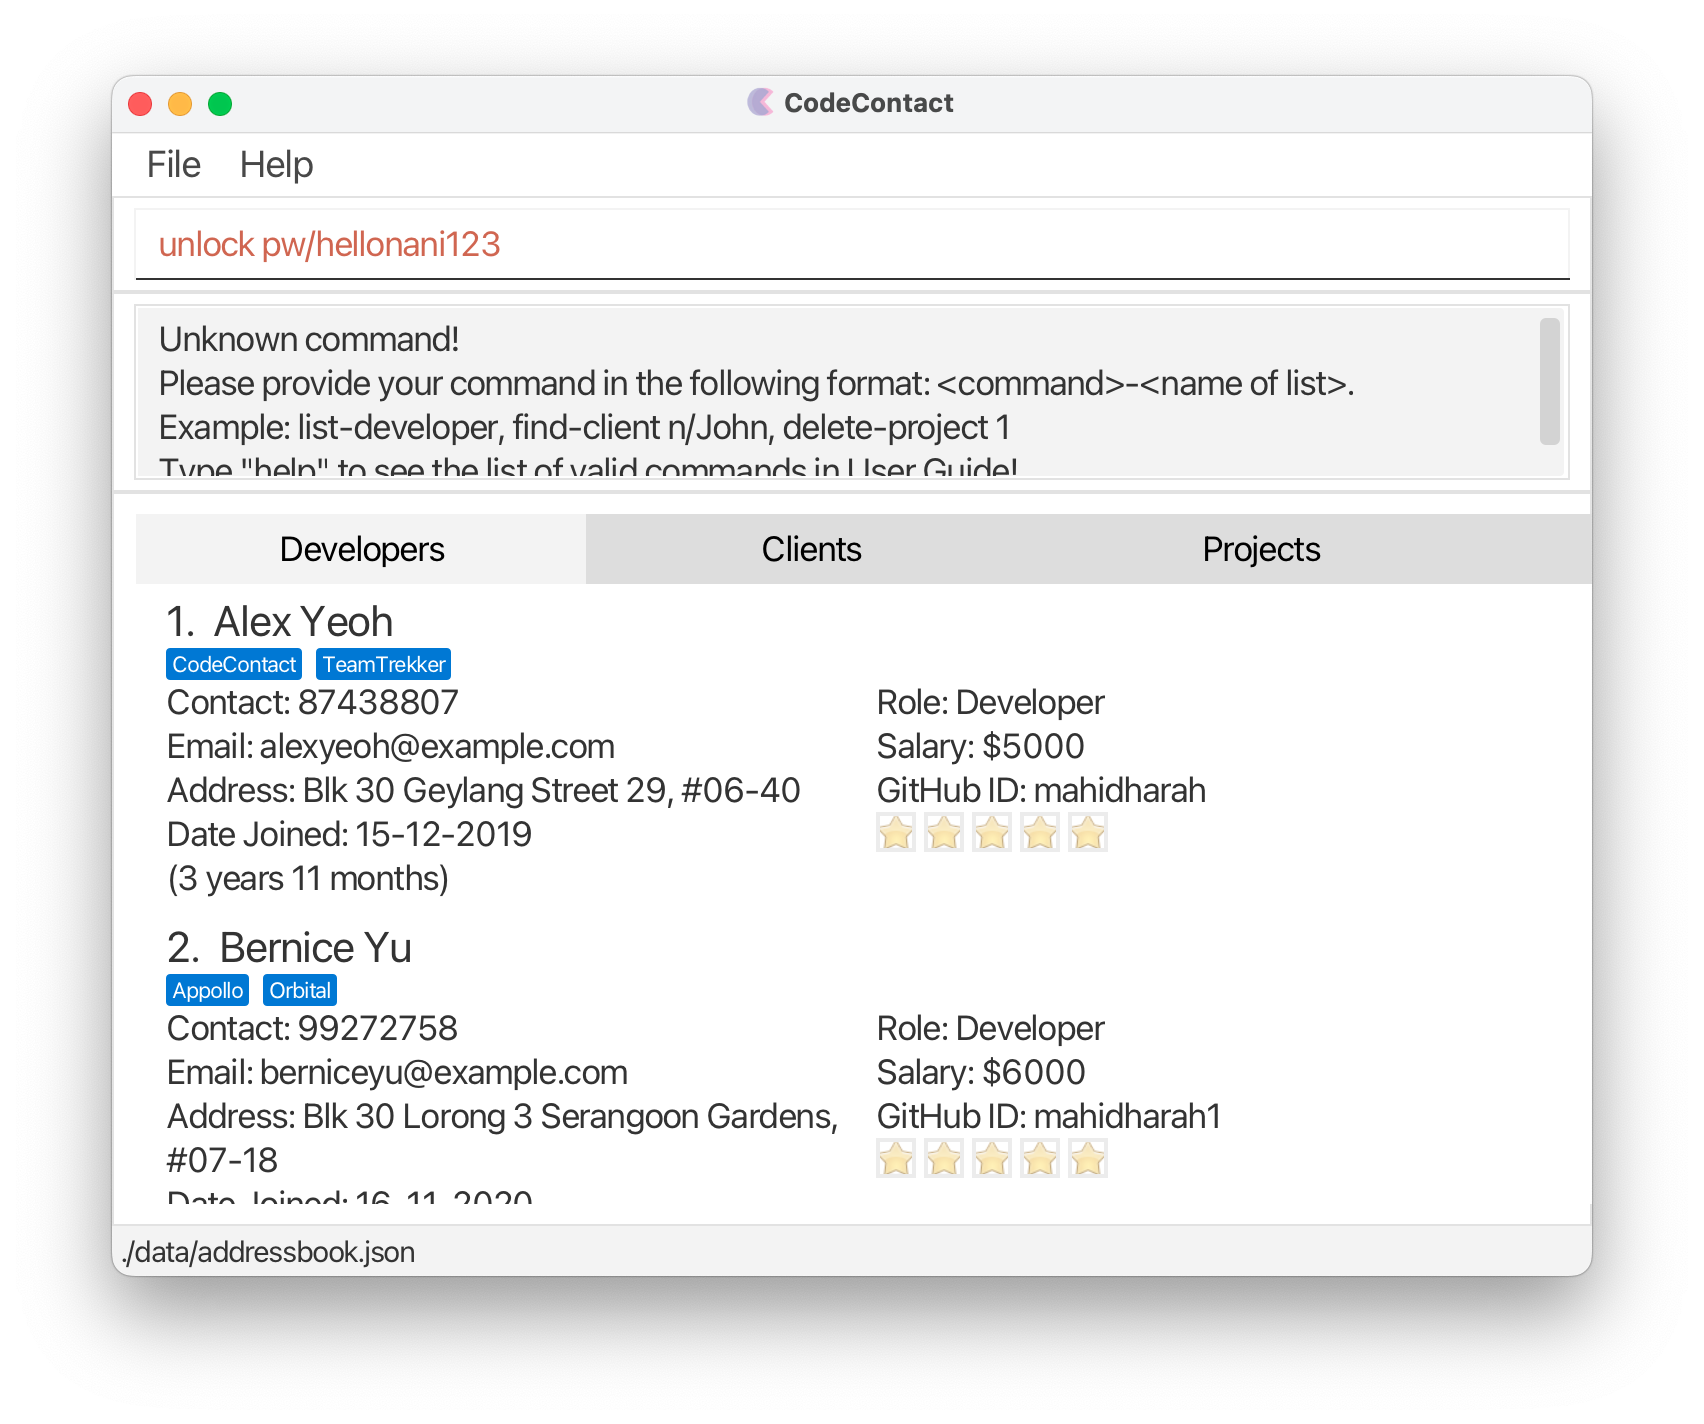 CodeContact
File Help
unlock pw/hellonani123
Unknown command!
Please provide your command in the following format: <command>-<name of list>.
Example: list-developer, find-client n/John, delete-project 1
Type "help" to see the list of valid commands in User Guide!
Developers Clients Projects
1. Alex Yeoh
CodeContact TeamTrekker
Contact: 87438807 Role: Developer
Email: alexyeoh@example.com Salary: $5000
Address: Blk 30 Geylang Street 29, #06-40 GitHub ID: mahidharah
Date Joined: 15-12-2019
(3 years 11 months)
2. Bernice Yu
Appollo Orbital
Contact: 99272758 Role: Developer
Email: berniceyu@example.com Salary: $6000
Address: Blk 30 Lorong 3 Serangoon Gardens, GitHub ID: mahidharah1
#07-18
Date Joined: 16-11-2020
./data/addressbook.json